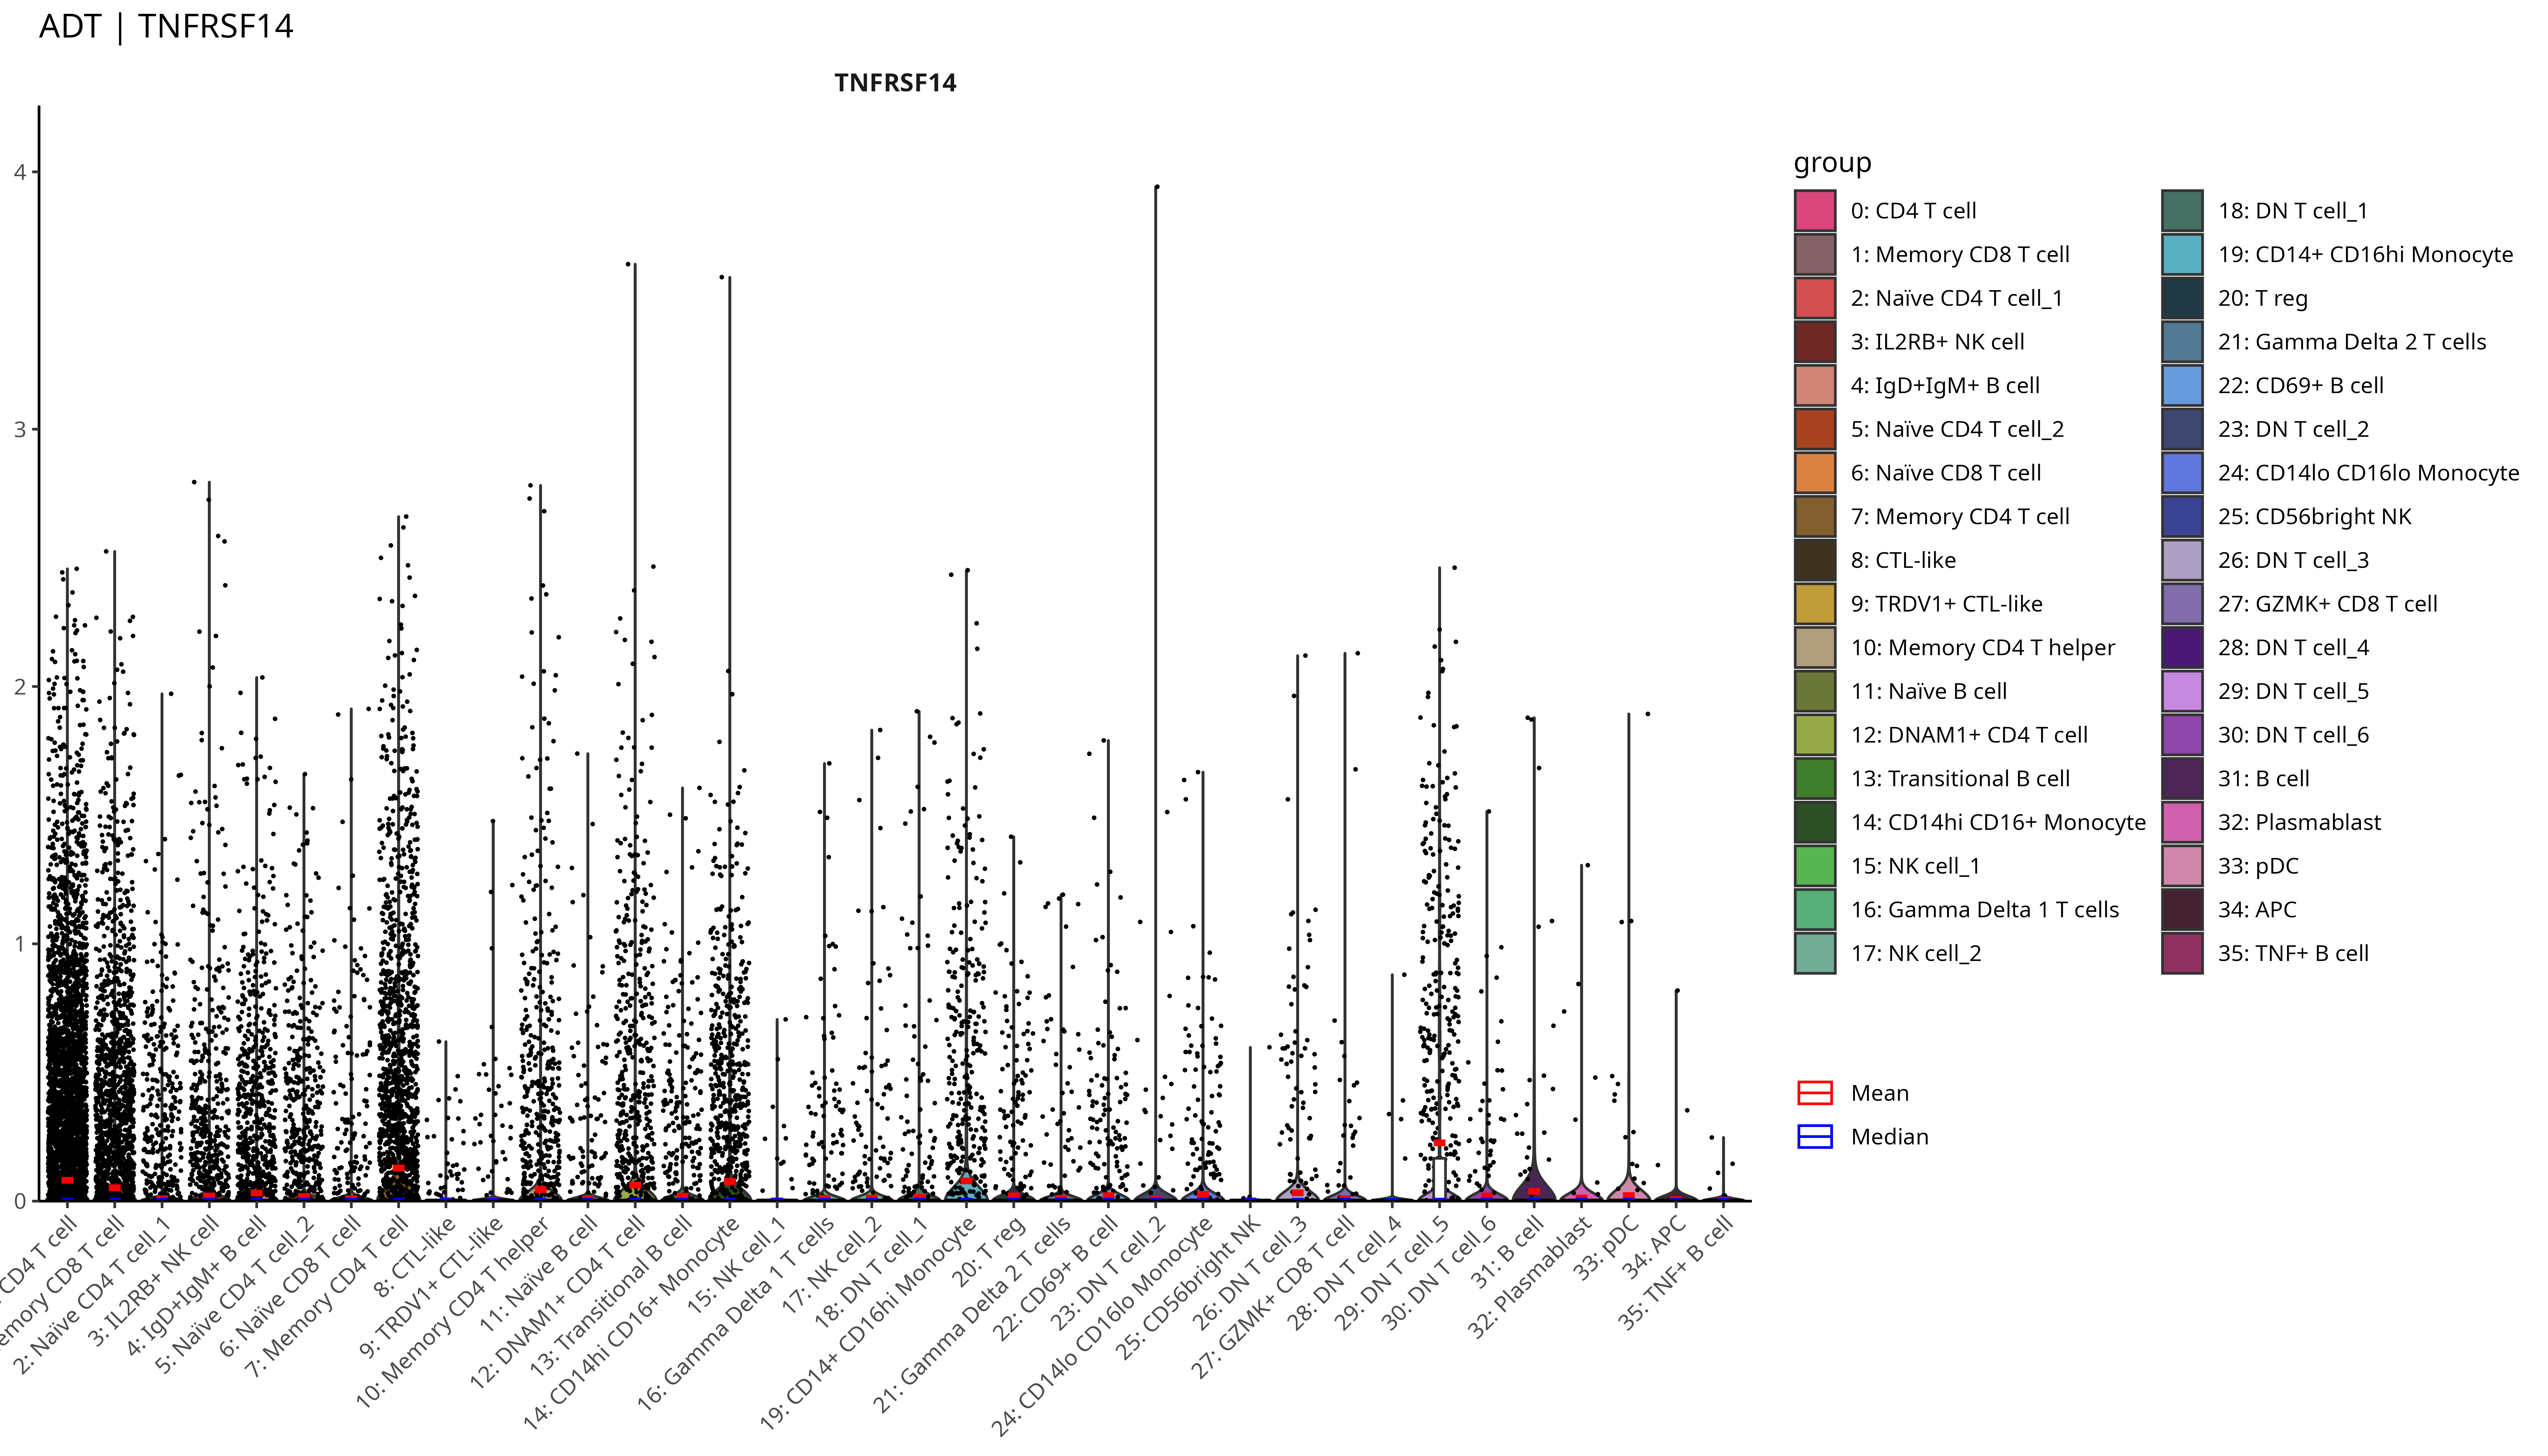 ADT | TNFRSF14
TNFRSF14
4
3
2
1
0
CD4 T cell
Memory CD8 T cell
2: Naïve CD4 T cell_1
3: IL2RB+ NK cell
4: IgD+IgM+ B cell
5: Naïve CD4 T cell_2
6: Naïve CD8 T cell
7: Memory CD4 T cell
8: CTL-like
9: TRDV1+ CTL-like
10: Memory CD4 T helper
11: Naïve B cell
12: DNAM1+ CD4 T cell
13: Transitional B cell
14: CD14hi CD16+ Monocyte
15: NK cell_1
16: Gamma Delta 1 T cells
17: NK cell_2
18: DN T cell_1
19: CD14+ CD16hi Monocyte
20: T reg
21: Gamma Delta 2 T cells
22: CD69+ B cell
23: DN T cell_2
24: CD14lo CD16lo Monocyte
25: CD56bright NK
26: DN T cell_3
27: GZMK+ CD8 T cell
28: DN T cell_4
29: DN T cell_5
30: DN T cell_6
31: B cell
32: Plasmablast
33: pDC
34: APC
35: TNF+ B cell
group
0: CD4 T cell
1: Memory CD8 T cell
2: Naïve CD4 T cell_1
3: IL2RB+ NK cell
4: IgD+IgM+ B cell
5: Naïve CD4 T cell_2
6: Naïve CD8 T cell
7: Memory CD4 T cell
8: CTL-like
9: TRDV1+ CTL-like
10: Memory CD4 T helper
11: Naïve B cell
12: DNAM1+ CD4 T cell
13: Transitional B cell
14: CD14hi CD16+ Monocyte
15: NK cell_1
16: Gamma Delta 1 T cells
17: NK cell_2
18: DN T cell_1
19: CD14+ CD16hi Monocyte
20: T reg
21: Gamma Delta 2 T cells
22: CD69+ B cell
23: DN T cell_2
24: CD14lo CD16lo Monocyte
25: CD56bright NK
26: DN T cell_3
27: GZMK+ CD8 T cell
28: DN T cell_4
29: DN T cell_5
30: DN T cell_6
31: B cell
32: Plasmablast
33: pDC
34: APC
35: TNF+ B cell
Mean
Median